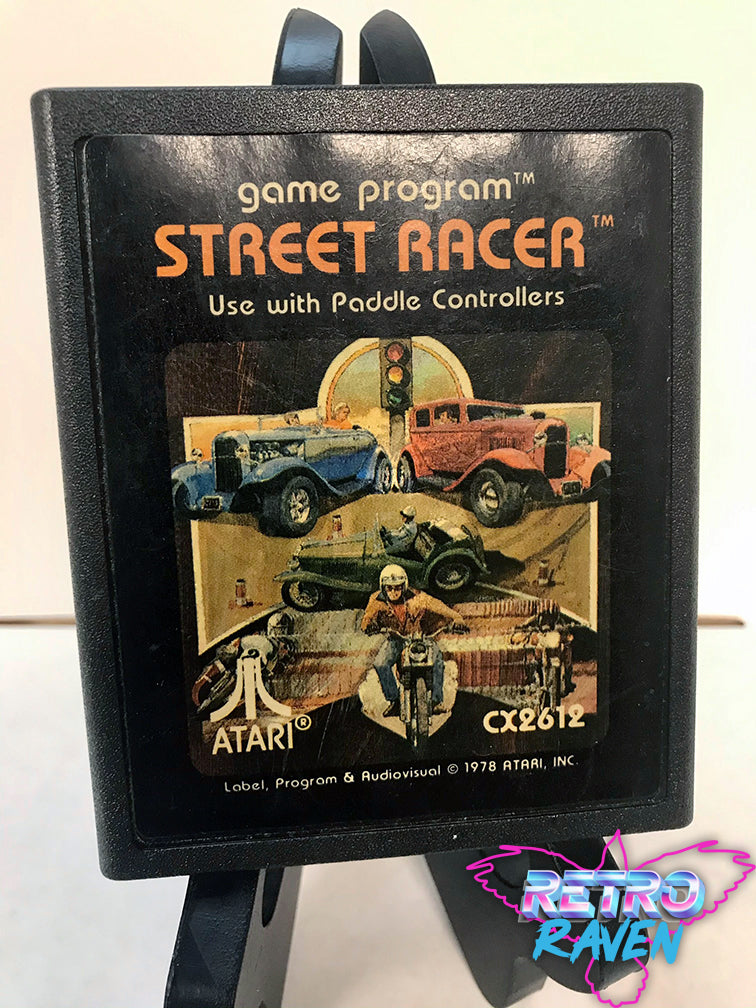 game program™
STREET RACER™
Use with Paddle Controllers
ATARI®
CX2612
Label, Program & Audiovisual © 1978 ATARI, INC.
RETRO
RAVEN